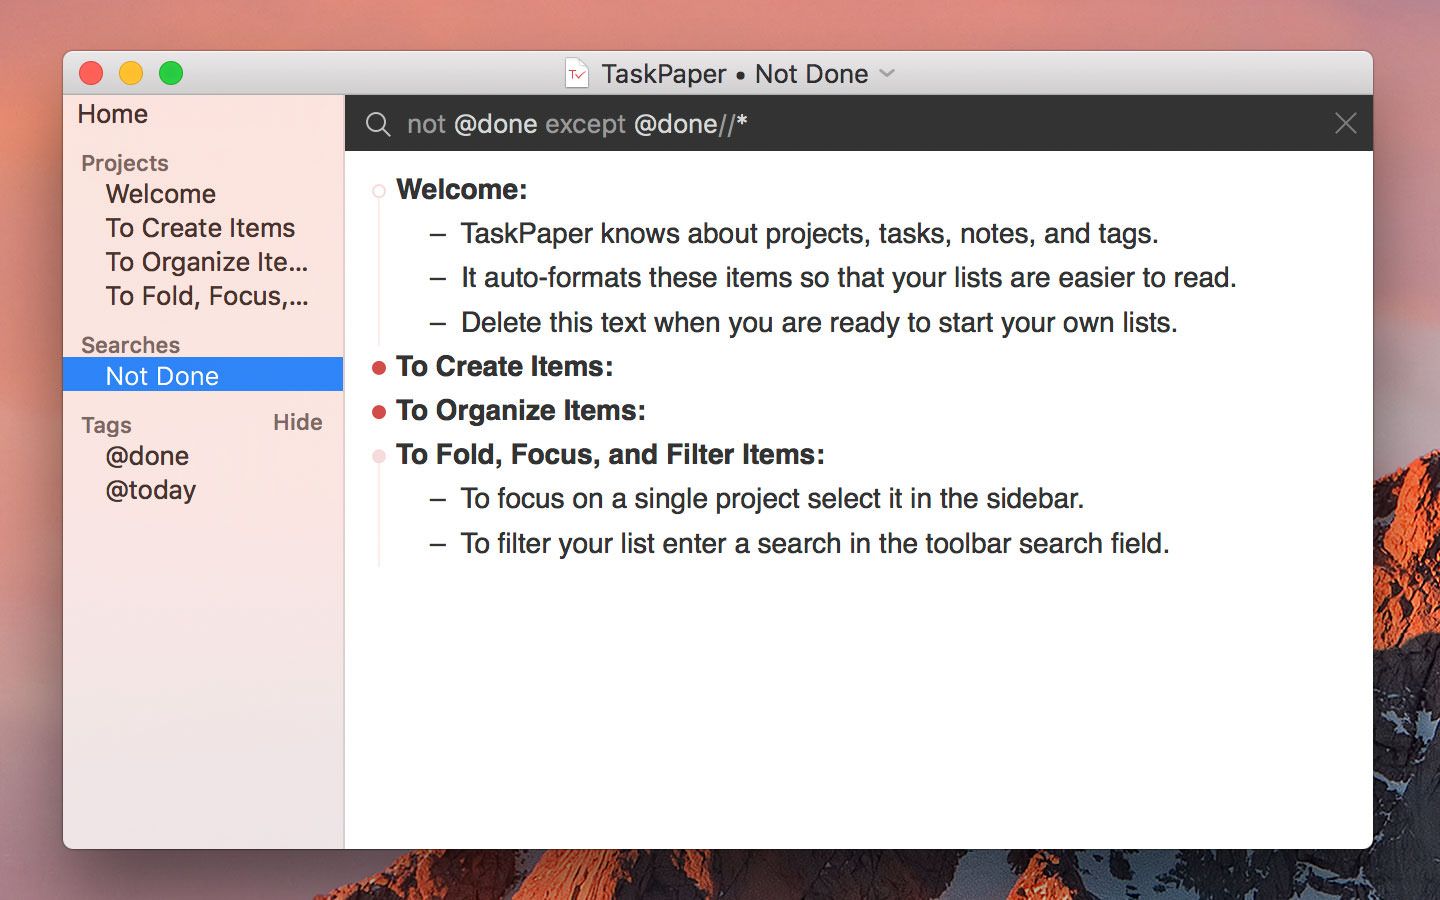 TaskPaper • Not Done
Home
Projects
Welcome
To Create Items
To Organize Ite...
To Fold, Focus,...
Searches
Not Done
Tags Hide
@done
@today
not @done except @done//*
Welcome:
– TaskPaper knows about projects, tasks, notes, and tags.
– It auto-formats these items so that your lists are easier to read.
– Delete this text when you are ready to start your own lists.
To Create Items:
To Organize Items:
To Fold, Focus, and Filter Items:
– To focus on a single project select it in the sidebar.
– To filter your list enter a search in the toolbar search field.